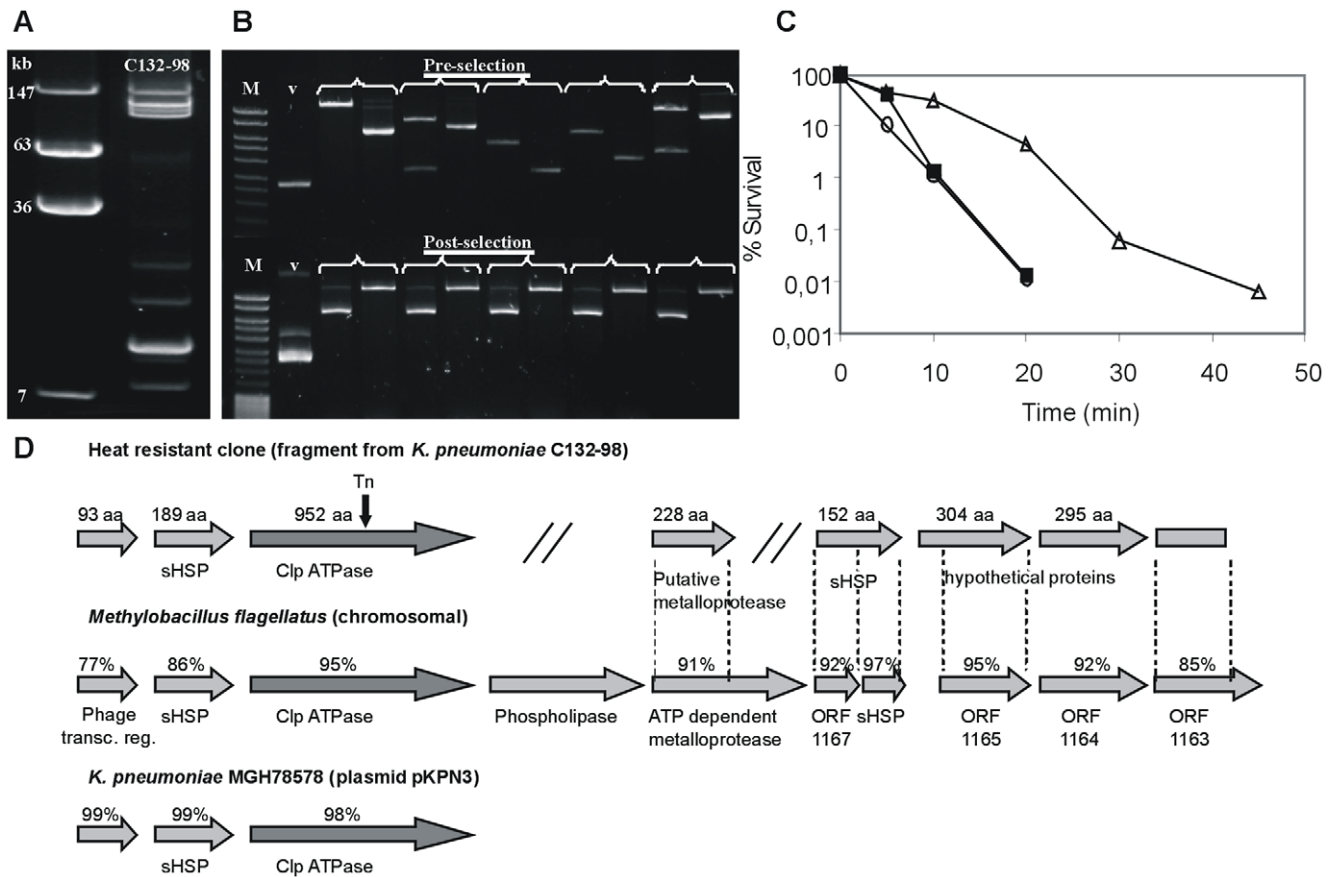 A
B
C
kb
C132-98
147
63
36
7
Pre-selection
M v
Post-selection
M v
% Survival
100
10
1
0,1
0,01
0,001
0 10 20 30 40 50
Time (min)
D
Heat resistant clone (fragment from K. pneumoniae C132-98)
Tn
93 aa 189 aa 952 aa 228 aa 152 aa 304 aa 295 aa
sHSP Clp ATPase Putative metalloprotease sHSP hypothetical proteins
Methylobacillus flagellatus (chromosomal)
77% 86% 95% 91% 92% 97% 95% 92% 85%
Phage transc. reg. sHSP Clp ATPase Phospholipase ATP dependent metalloprotease ORF 1167 sHSP ORF 1165 ORF 1164 ORF 1163
K. pneumoniae MGH78578 (plasmid pKPN3)
99% 99% 98%
sHSP Clp ATPase